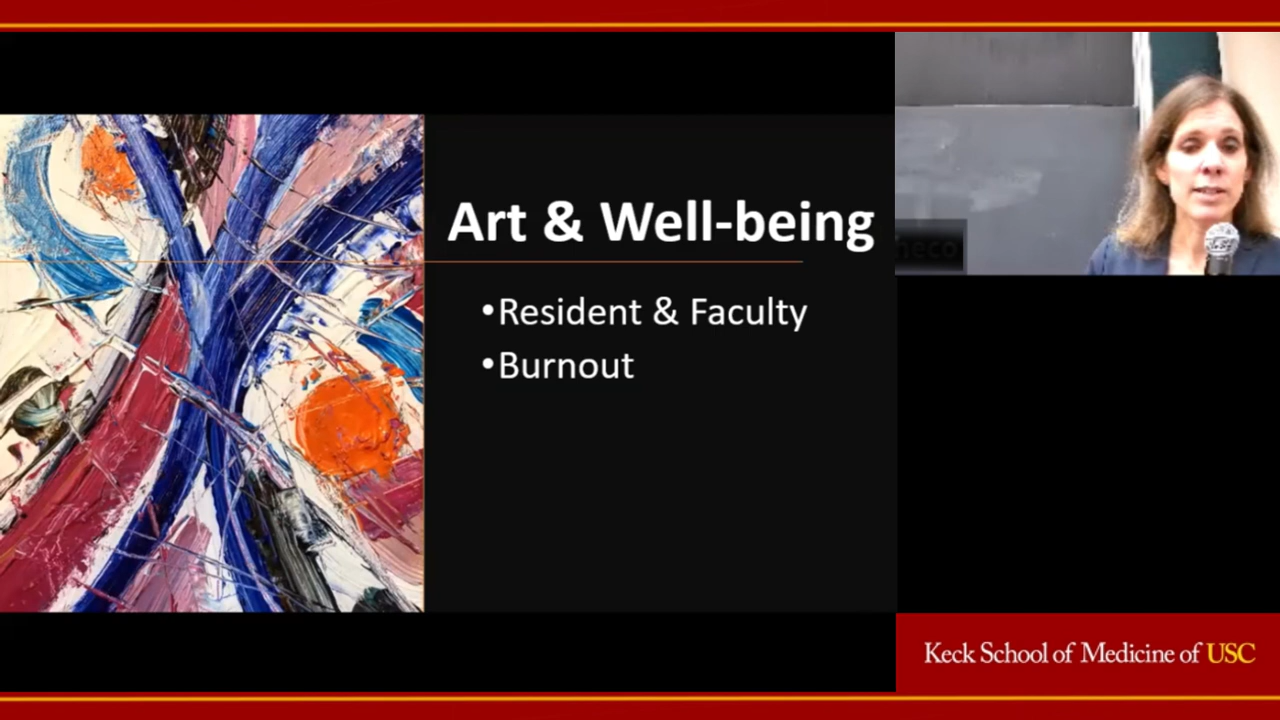 Art & Well-being
•Resident & Faculty
•Burnout
Keck School of Medicine of USC